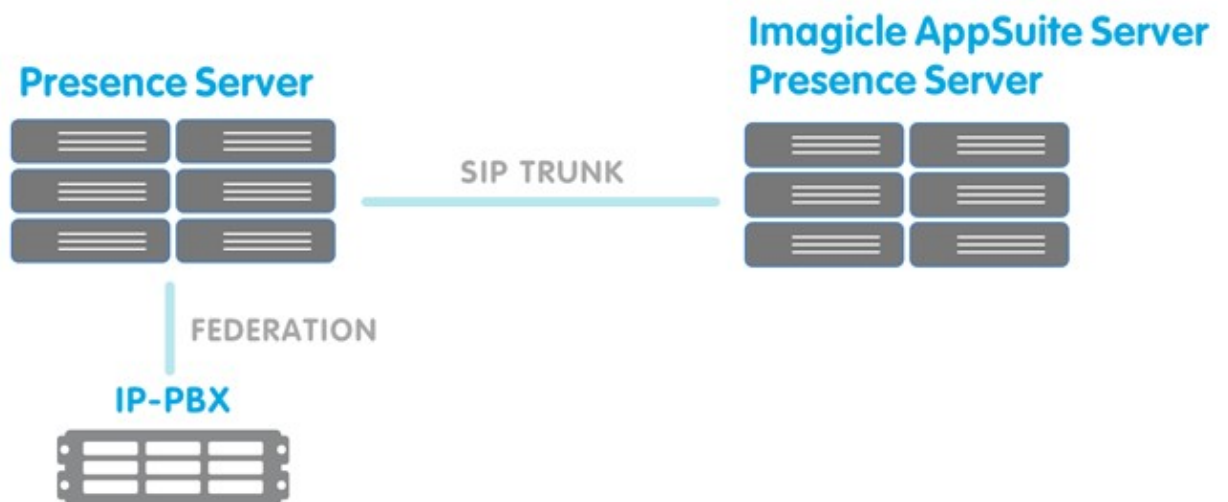 Presence Server
Imagicle AppSuite Server
Presence Server
SIP TRUNK
FEDERATION
IP-PBX